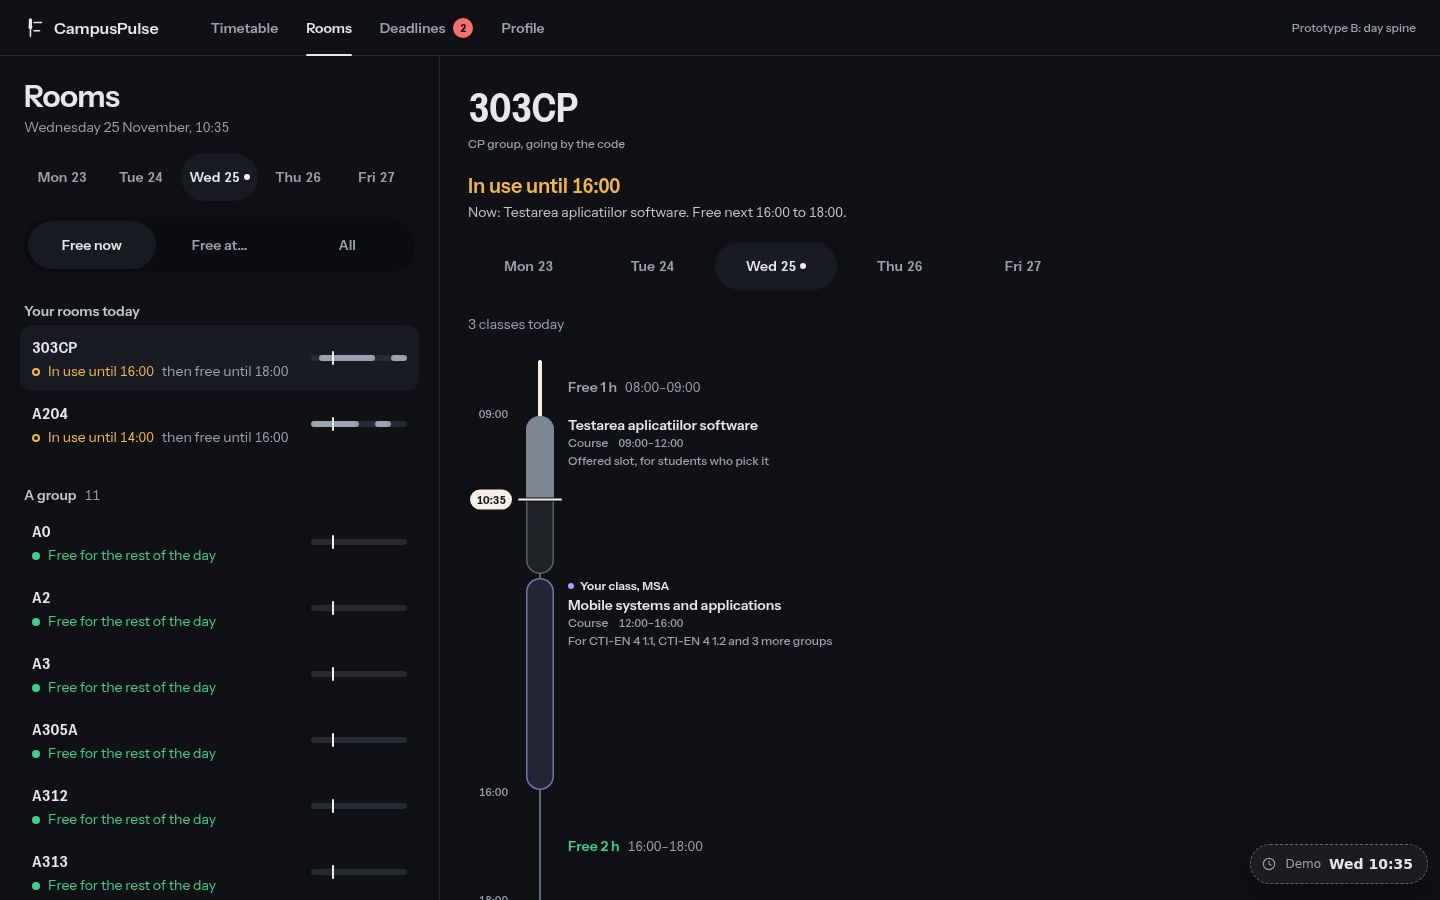 CampusPulse
Timetable
Rooms
Deadlines 2
Profile
Prototype B: day spine
Rooms
Wednesday 25 November, 10:35
Mon 23
Tue 24
Wed 25
Thu 26
Fri 27
Free now
Free at...
All
Your rooms today
303CP
In use until 16:00 then free until 18:00
A204
In use until 14:00 then free until 16:00
A group 11
A0
Free for the rest of the day
A2
Free for the rest of the day
A3
Free for the rest of the day
A305A
Free for the rest of the day
A312
Free for the rest of the day
A313
Free for the rest of the day
303CP
CP group, going by the code
In use until 16:00
Now: Testarea aplicatiilor software. Free next 16:00 to 18:00.
Mon 23
Tue 24
Wed 25
Thu 26
Fri 27
3 classes today
Free 1 h 08:00–09:00
09:00
Testarea aplicatiilor software
Course 09:00–12:00
Offered slot, for students who pick it
10:35
Your class, MSA
Mobile systems and applications
Course 12:00–16:00
For CTI-EN 4 1.1, CTI-EN 4 1.2 and 3 more groups
16:00
Free 2 h 16:00–18:00
18:00
Demo Wed 10:35